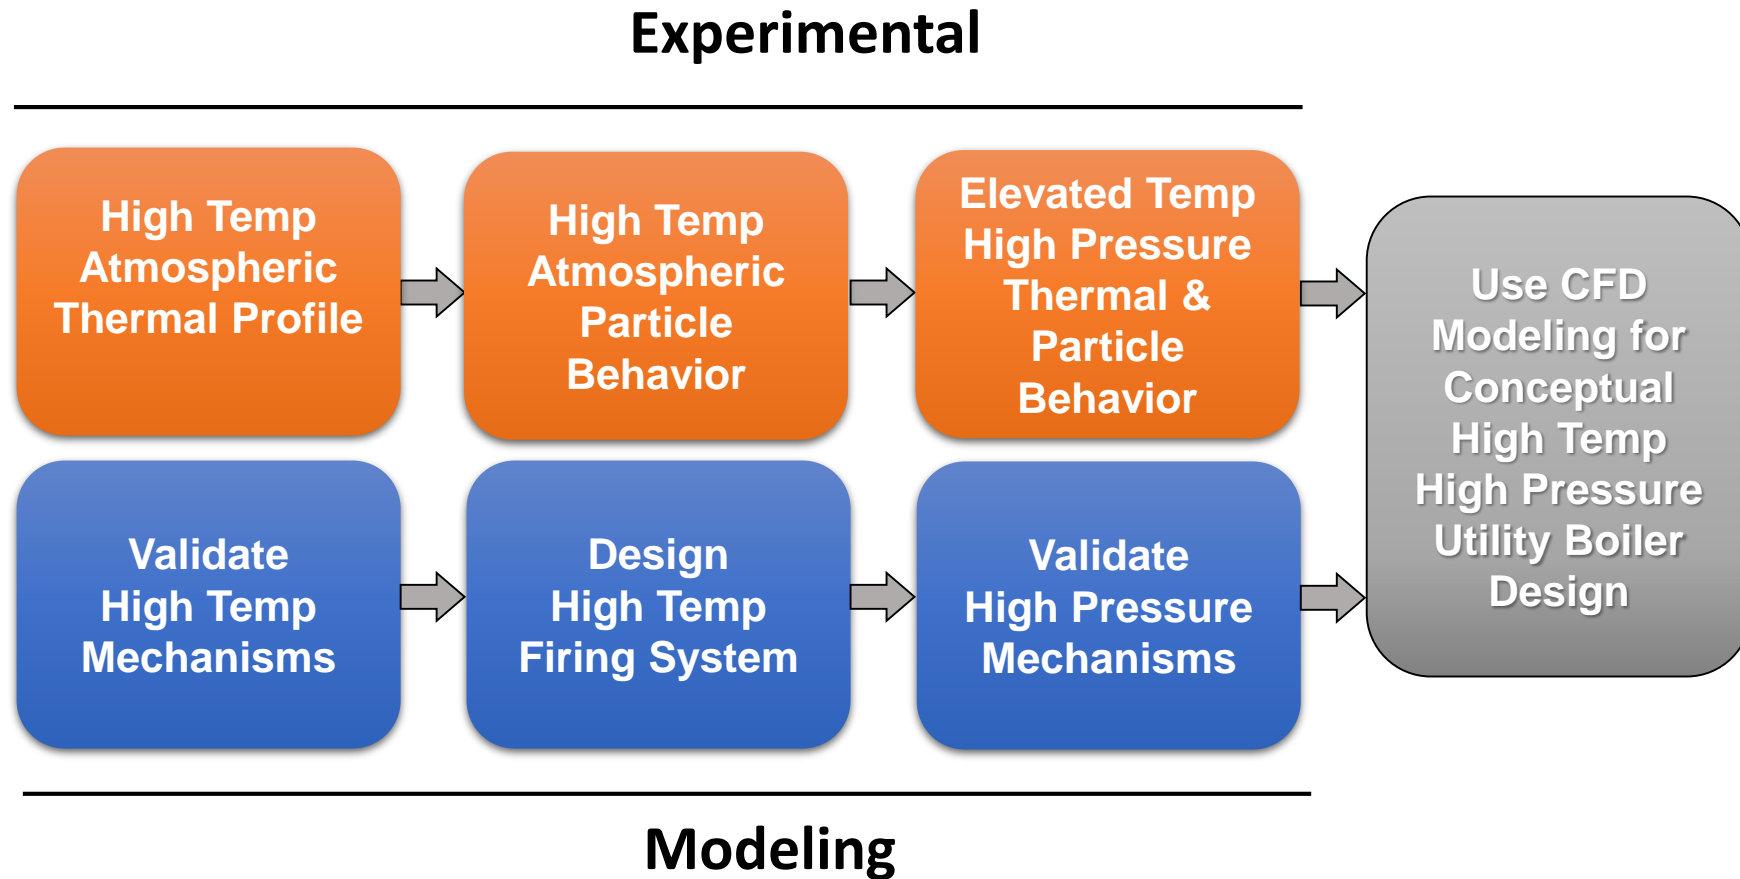 Experimental
High Temp
Atmospheric
Thermal Profile
High Temp
Atmospheric
Particle
Behavior
Elevated Temp
High Pressure
Thermal &
Particle
Behavior
Validate
High Temp
Mechanisms
Design
High Temp
Firing System
Validate
High Pressure
Mechanisms
Use CFD
Modeling for
Conceptual
High Temp
High Pressure
Utility Boiler
Design
Modeling